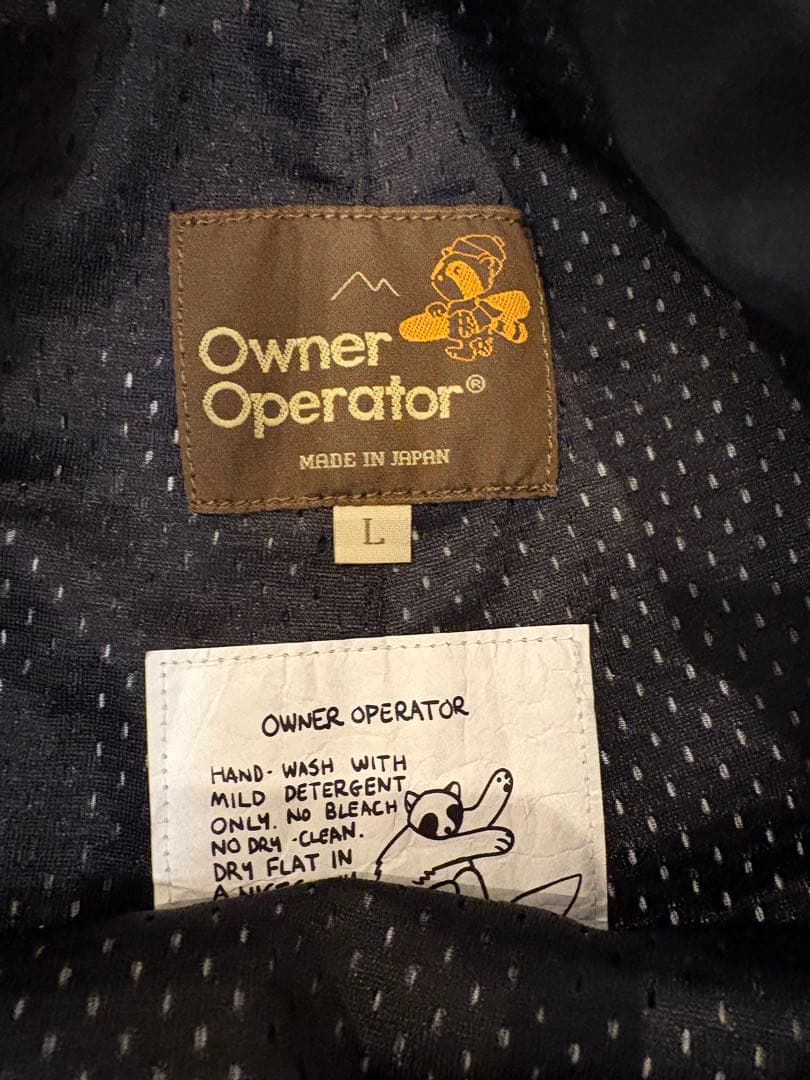 Owner
Operator®
MADE IN JAPAN
L
OWNER OPERATOR
HAND-WASH WITH
MILD DETERGENT
ONLY. NO BLEACH
NO DRY-CLEAN.
DRY FLAT IN
A